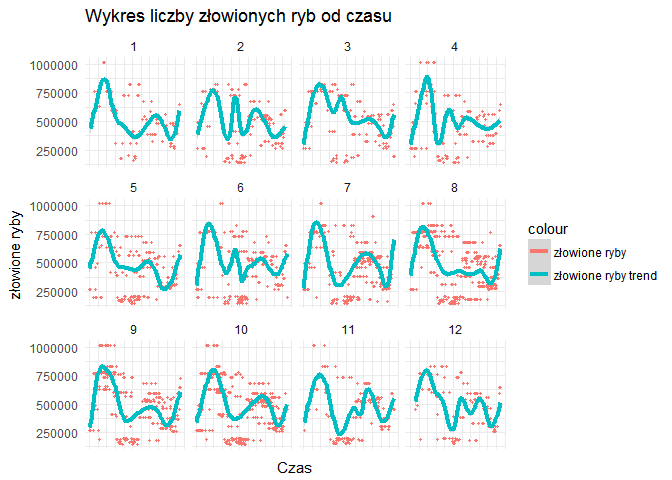 Wykres liczby złowionych ryb od czasu
1 2 3 4
1000000
750000
500000
250000
5 6 7 8
1000000
750000
500000
250000
9 10 11 12
1000000
750000
500000
250000
złowione ryby
Czas
colour
złowione ryby
złowione ryby trend